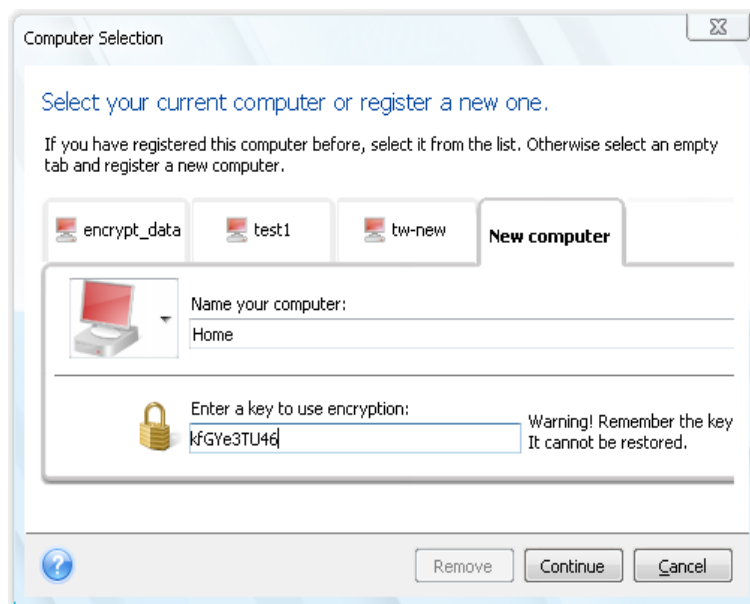 Computer Selection
Select your current computer or register a new one.
If you have registered this computer before, select it from the list. Otherwise select an empty
tab and register a new computer.
encrypt_data test1 tw-new New computer
Name your computer:
Home
Enter a key to use encryption:
kfGYe3TU46
Warning! Remember the key
It cannot be restored.
Remove Continue Cancel